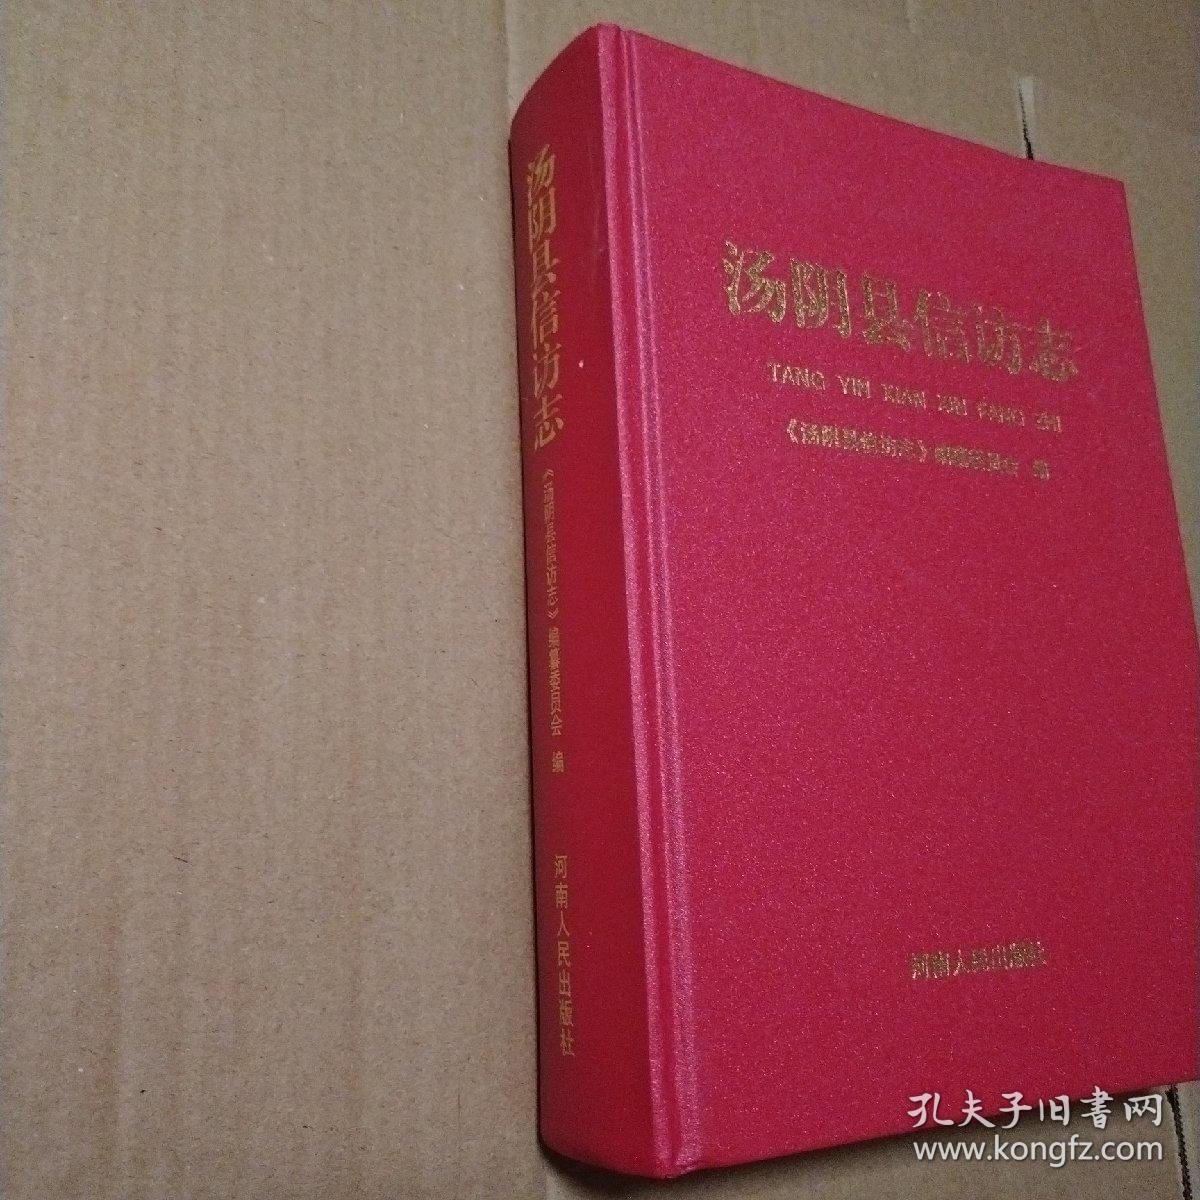 汤阴县信访志
《汤阴县信访志》编纂委员会 编
河南人民出版社
汤阴县信访志
TANG YIN XIAN XIN FANG ZHI
《汤阴县信访志》编纂委员会 编
河南人民出版社
孔夫子旧書网
www.kongfz.com